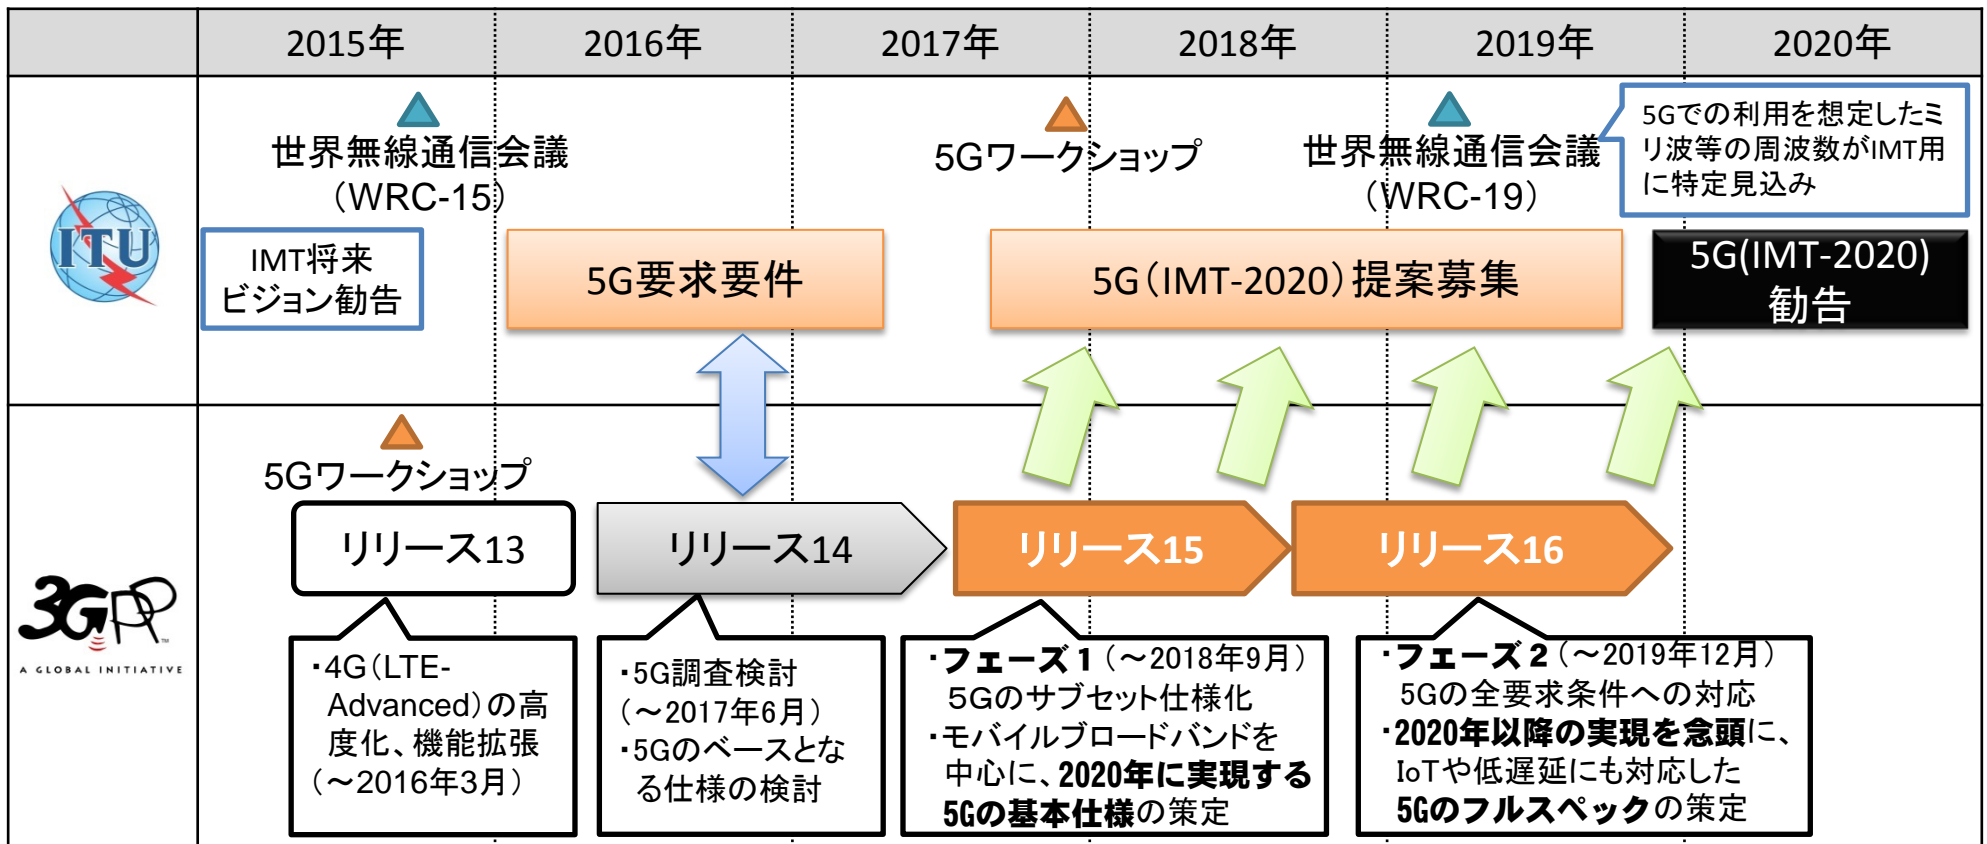 2015年 2016年 2017年 2018年 2019年 2020年
世界無線通信会議
（WRC-15）
5Gワークショップ
世界無線通信会議
（WRC-19）
5Gでの利用を想定したミ
リ波等の周波数がIMT用
に特定見込み
ITU
IMT将来
ビジョン勧告
5G要求要件
5G（IMT-2020）提案募集
5G(IMT-2020)
勧告
5Gワークショップ
リリース13
リリース14
リリース15
リリース16
3GPP
TM
A GLOBAL INITIATIVE
・4G（LTE-
Advanced）の高
度化、機能拡張
（～2016年3月）
・5G調査検討
（～2017年6月）
・5Gのベースとな
る仕様の検討
・フェーズ１（～2018年9月）
５Gのサブセット仕様化
・モバイルブロードバンドを
中心に、2020年に実現する
5Gの基本仕様の策定
・フェーズ２（～2019年12月）
5Gの全要求条件への対応
・2020年以降の実現を念頭に、
IoTや低遅延にも対応した
5Gのフルスペックの策定